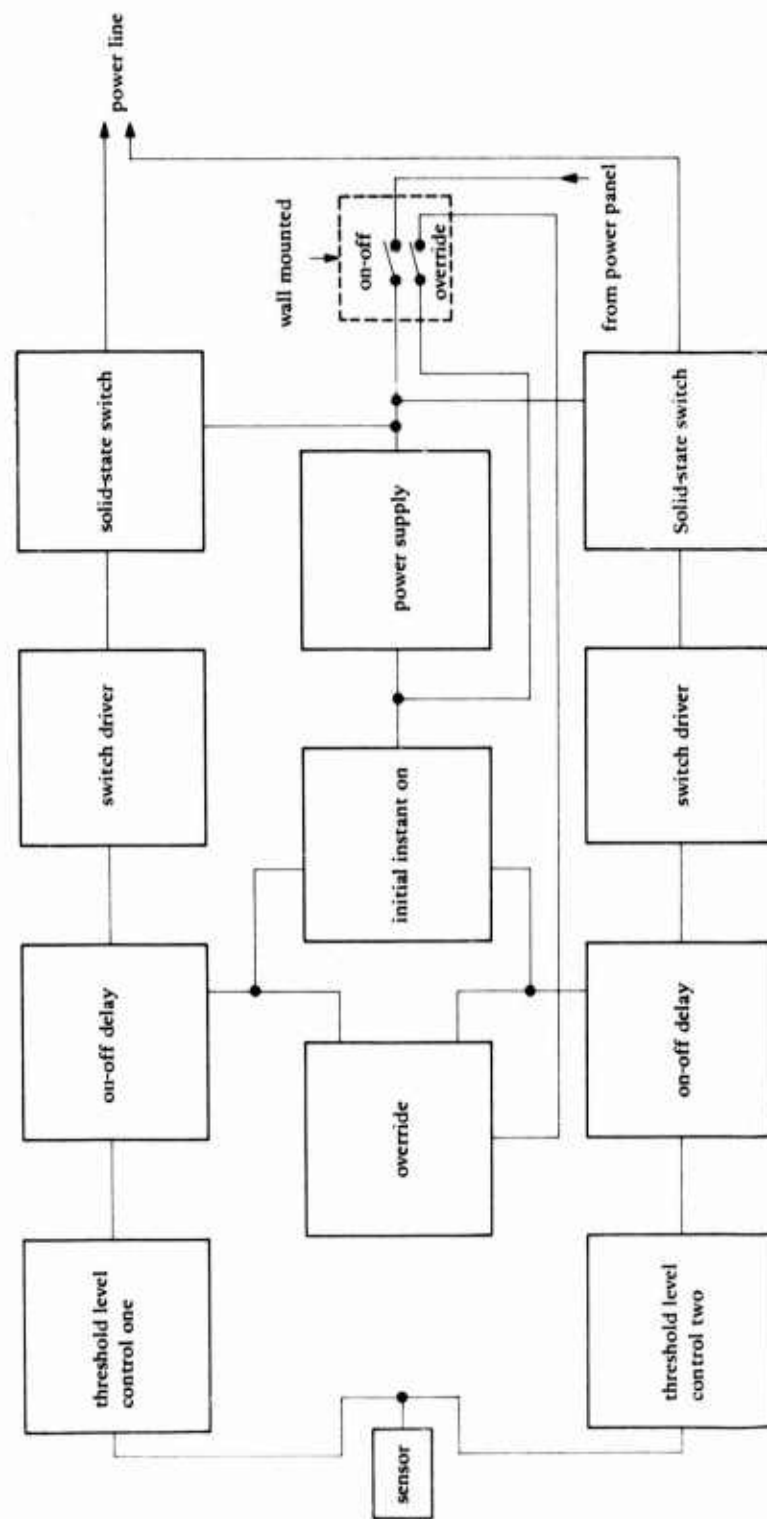 power line
wall mounted
on-off
override
from power panel
solid-state switch
power supply
Solid-state switch
switch driver
initial instant on
switch driver
on-off delay
override
on-off delay
threshold level
control one
threshold level
control two
sensor